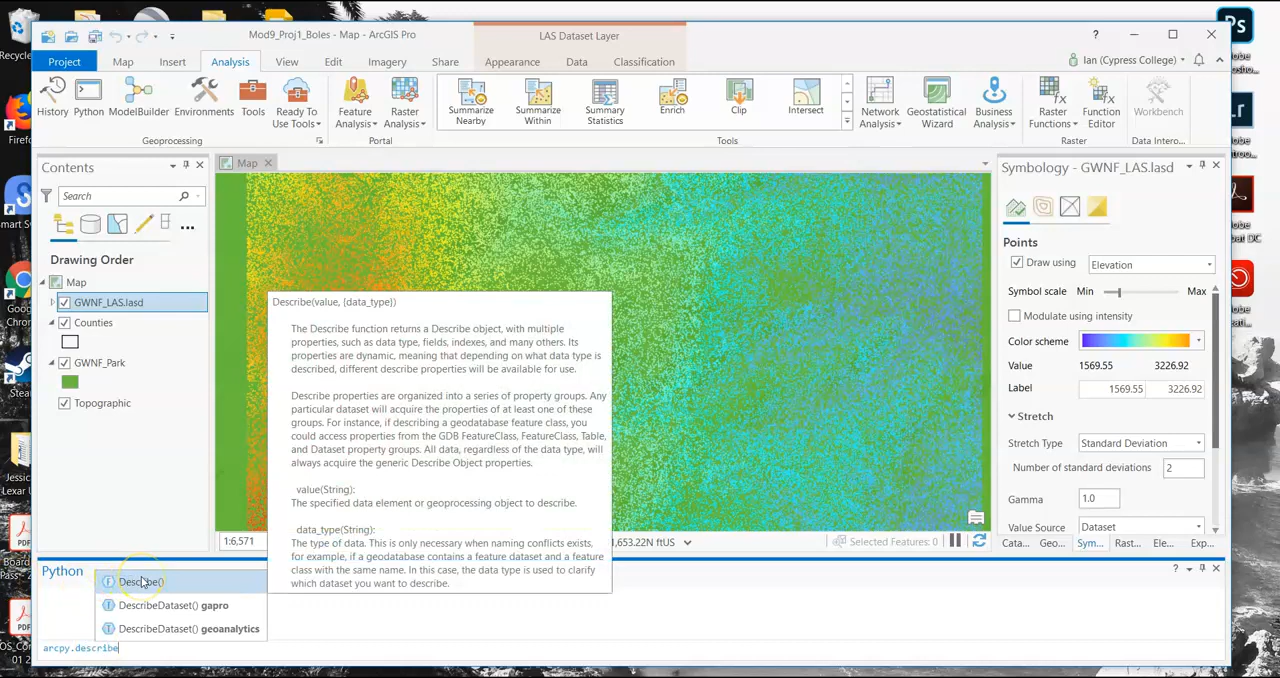 Mod9_Proj1_Boles - Map - ArcGIS Pro
LAS Dataset Layer
?
Project
Map
Insert
Analysis
View
Edit
Imagery
Share
Appearance
Data
Classification
Ian (Cypress College)
History
Python
ModelBuilder
Environments
Tools
Ready To
Use Tools
Feature
Analysis
Raster
Analysis
Summarize
Nearby
Summarize
Within
Summary
Statistics
Enrich
Clip
Intersect
Network
Analysis
Geostatistical
Wizard
Business
Analysis
Raster
Functions
Function
Editor
Workbench
Geoprocessing
Portal
Tools
Raster
Data Intero...
Contents
Search
Drawing Order
Map
GWNF_LAS.lasd
Counties
GWNF_Park
Topographic
Map
Describe(value, {data_type})
The Describe function returns a Describe object, with multiple
properties, such as data type, fields, indexes, and many others. Its
properties are dynamic, meaning that depending on what data type is
described, different describe properties will be available for use.
Describe properties are organized into a series of property groups. Any
particular dataset will acquire the properties of at least one of these
groups. For instance, if describing a geodatabase feature class, you
could access properties from the GDB FeatureClass, FeatureClass, Table,
and Dataset property groups. All data, regardless of the data type, will
always acquire the generic Describe Object properties.
value(String):
The specified data element or geoprocessing object to describe.
data_type(String):
The type of data. This is only necessary when naming conflicts exists,
for example, if a geodatabase contains a feature dataset and a feature
class with the same name. In this case, the data type is used to clarify
which dataset you want to describe.
1:6,571
1,653.22N ftUS
Selected Features: 0
Symbology - GWNF_LAS.lasd
Points
Draw using
Elevation
Symbol scale
Min
Max
Modulate using intensity
Color scheme
Value
1569.55
3226.92
Label
1569.55
3226.92
Stretch
Stretch Type
Standard Deviation
Number of standard deviations
2
Gamma
1.0
Value Source
Dataset
Cata...
Geo...
Sym...
Rast...
Ele...
Exp...
Python
?
Describe()
DescribeDataset() gapro
DescribeDataset() geoanalytics
arcpy.describe
Ps